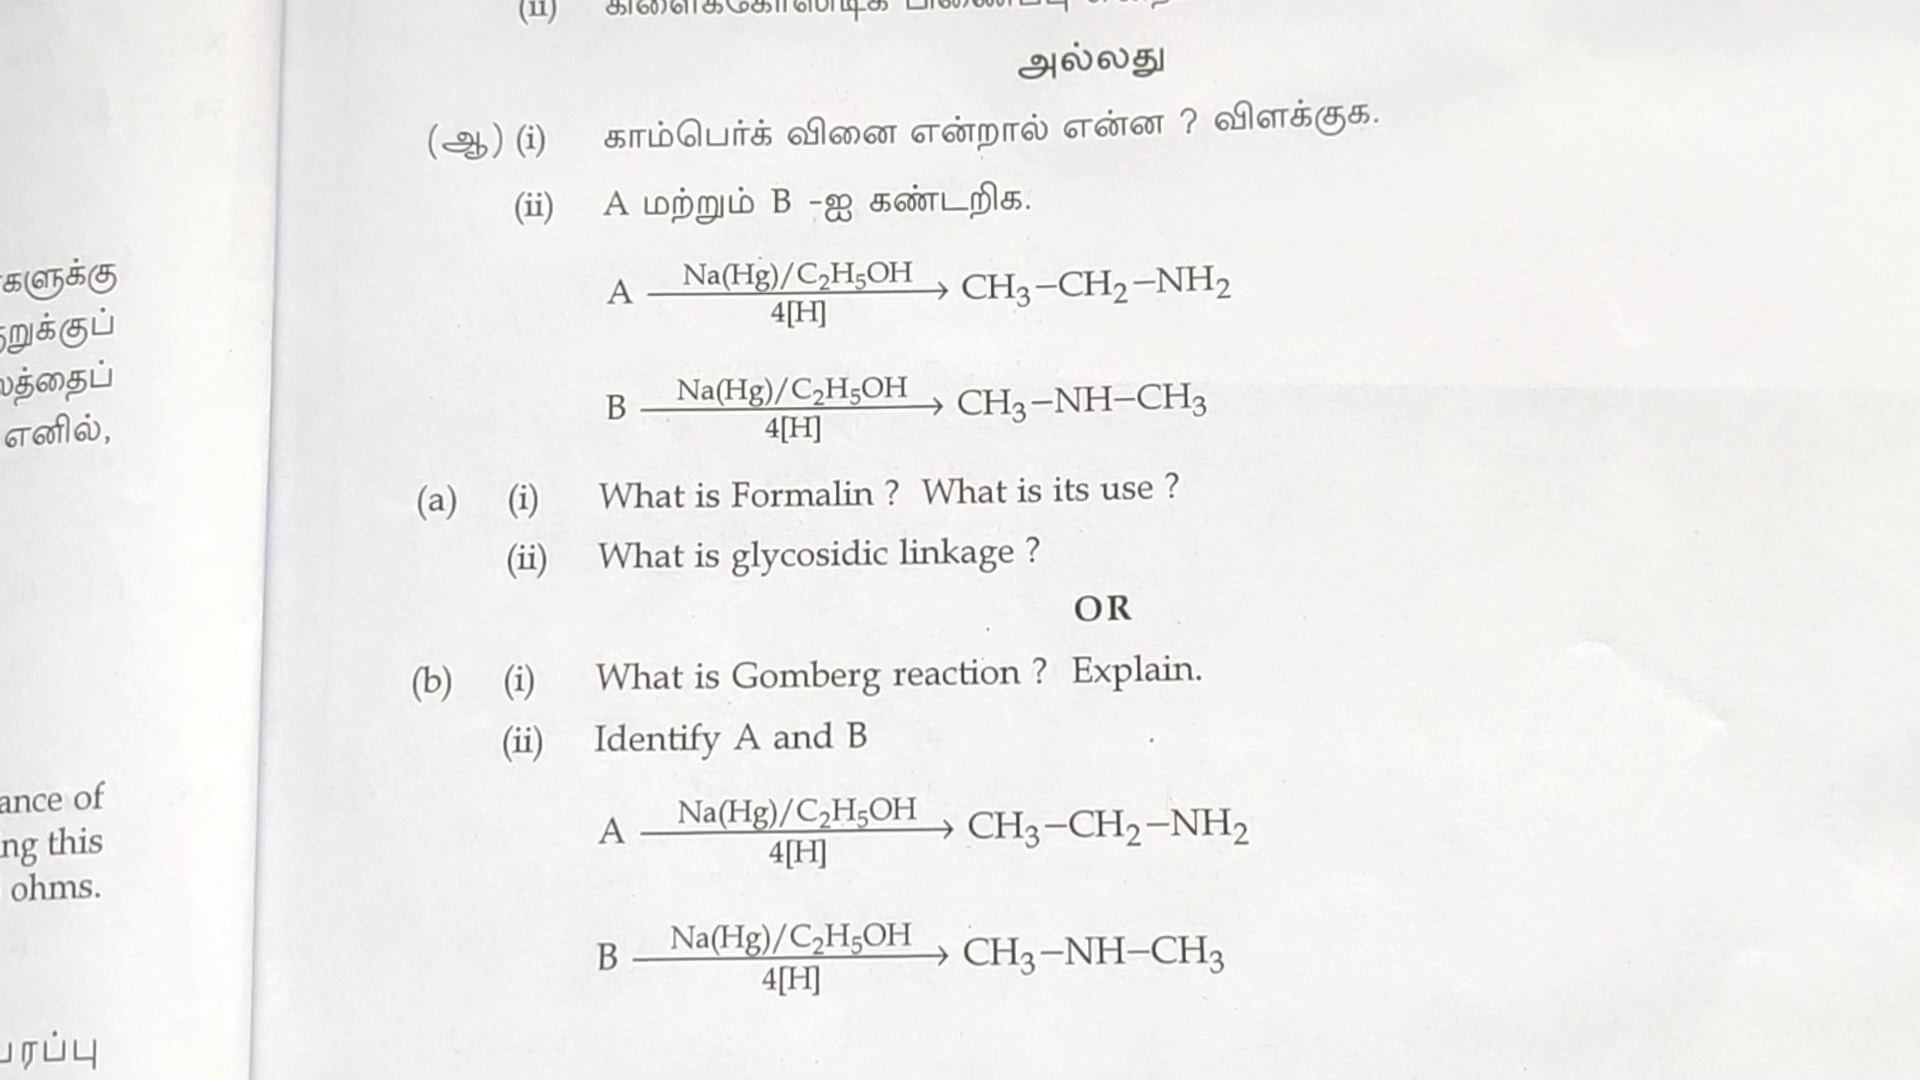 களுக்கு
லத்தைப்
எனில்,
ance of
ng this
ohms.
பரப்பு
(ii)
அல்லது
(ஆ) (i) காம்பெர்க் வினை என்றால் என்ன ? விளக்குக.
(ii) A மற்றும் B -ஐ கண்டறிக.
A Na(Hg)/C₂H₅OH 4[H] → CH₃−CH₂−NH₂
B Na(Hg)/C₂H₅OH 4[H] → CH₃−NH−CH₃
(a) (i) What is Formalin ? What is its use ?
(ii) What is glycosidic linkage ?
OR
(b) (i) What is Gomberg reaction ? Explain.
(ii) Identify A and B
A Na(Hg)/C₂H₅OH 4[H] → CH₃−CH₂−NH₂
B Na(Hg)/C₂H₅OH 4[H] → CH₃−NH−CH₃